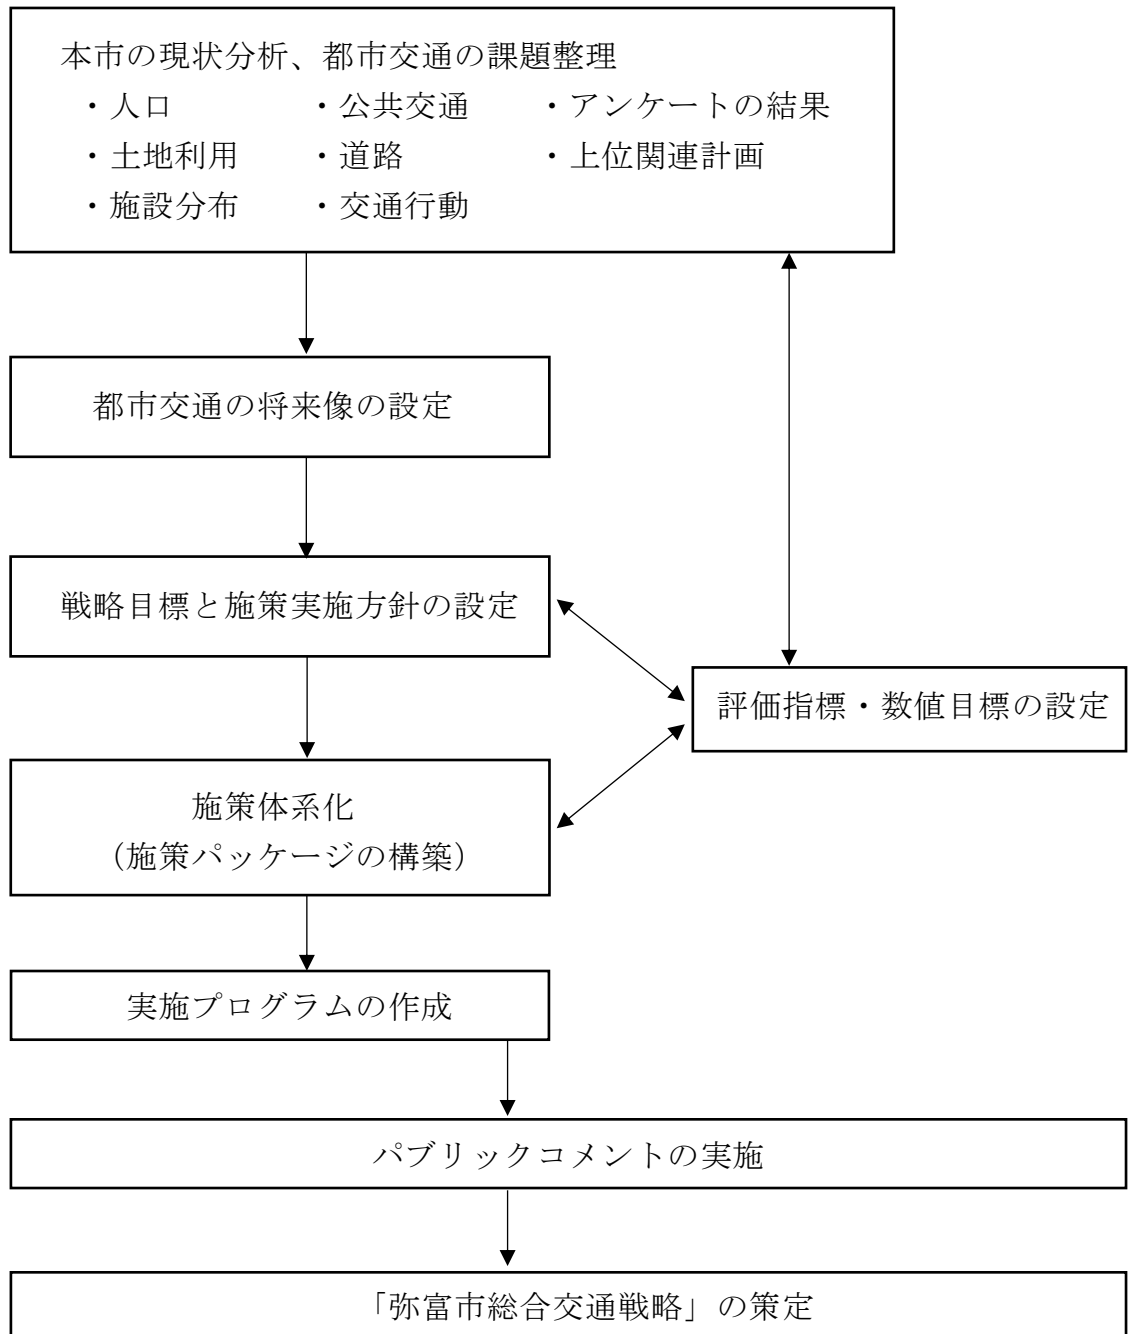 本市の現状分析、都市交通の課題整理
・人口 ・公共交通 ・アンケートの結果
・土地利用 ・道路 ・上位関連計画
・施設分布 ・交通行動
都市交通の将来像の設定
戦略目標と施策実施方針の設定
評価指標・数値目標の設定
施策体系化
（施策パッケージの構築）
実施プログラムの作成
パブリックコメントの実施
「弥富市総合交通戦略」の策定